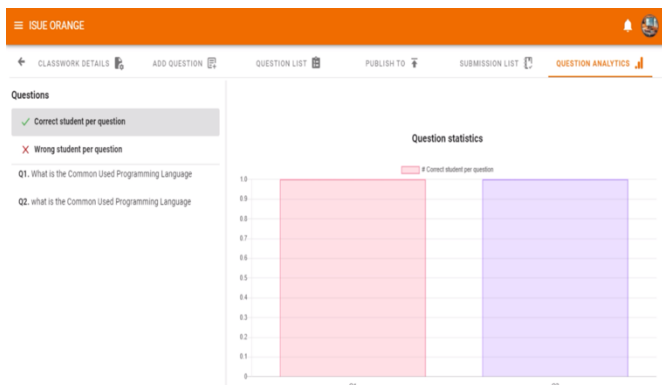 ISUE ORANGE
CLASSWORK DETAILS
ADD QUESTION
QUESTION LIST
PUBLISH TO
SUBMISSION LIST
QUESTION ANALYTICS
Questions
Correct student per question
Wrong student per question
Q1. What is the Common Used Programming Language
Q2. what is the Common Used Programming Language
Question statistics
# Correct student per question
1.0
0.9
0.8
0.7
0.6
0.5
0.4
0.3
0.2
0.1
0